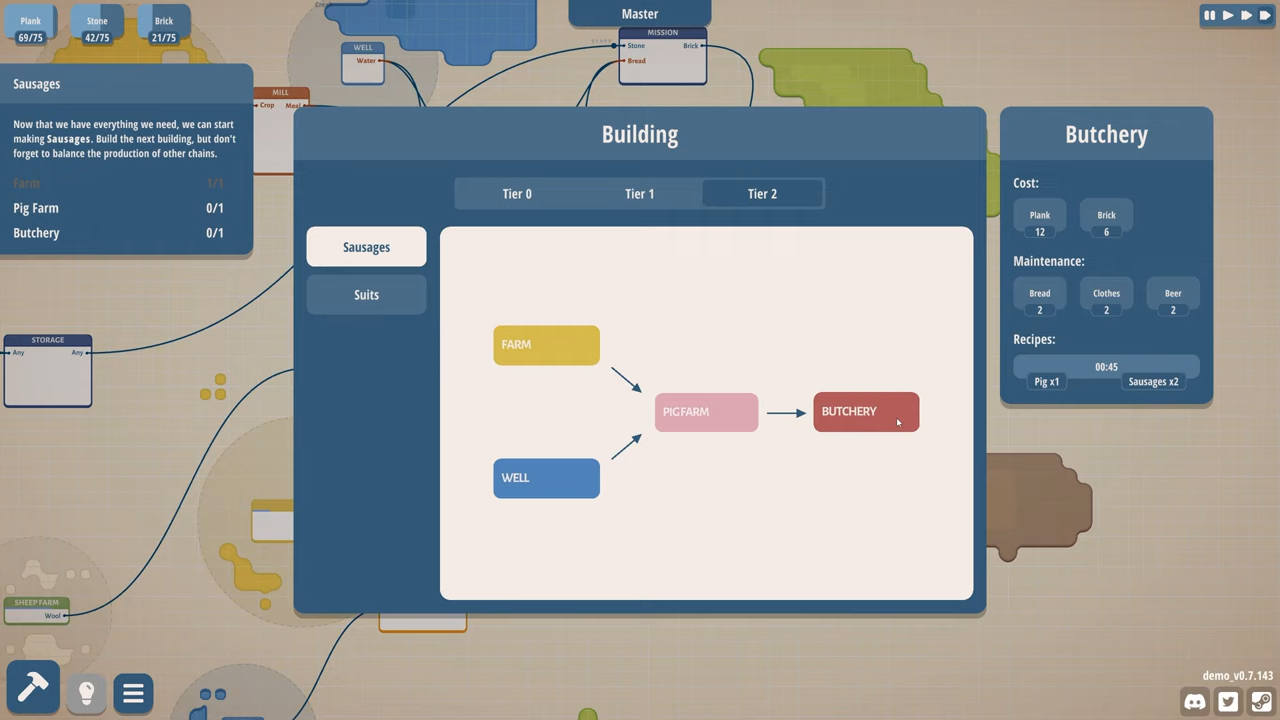 Plank
69/75
Stone
42/75
Brick
21/75
Master
Sausages
Now that we have everything we need, we can start
making Sausages. Build the next building, but don't
forget to balance the production of other chains.
Farm 1/1
Pig Farm 0/1
Butchery 0/1
WELL
Water
MILL
Crop Meal
MISSION
Stone Brick
Bread
STORAGE
Any Any
SHEEP FARM
Wool
Building
Tier 0
Tier 1
Tier 2
Sausages
Suits
FARM
WELL
PIG FARM
BUTCHERY
Butchery
Cost:
Plank
12
Brick
6
Maintenance:
Bread
2
Clothes
2
Beer
2
Recipes:
00:45
Pig x1
Sausages x2
demo_v0.7.143